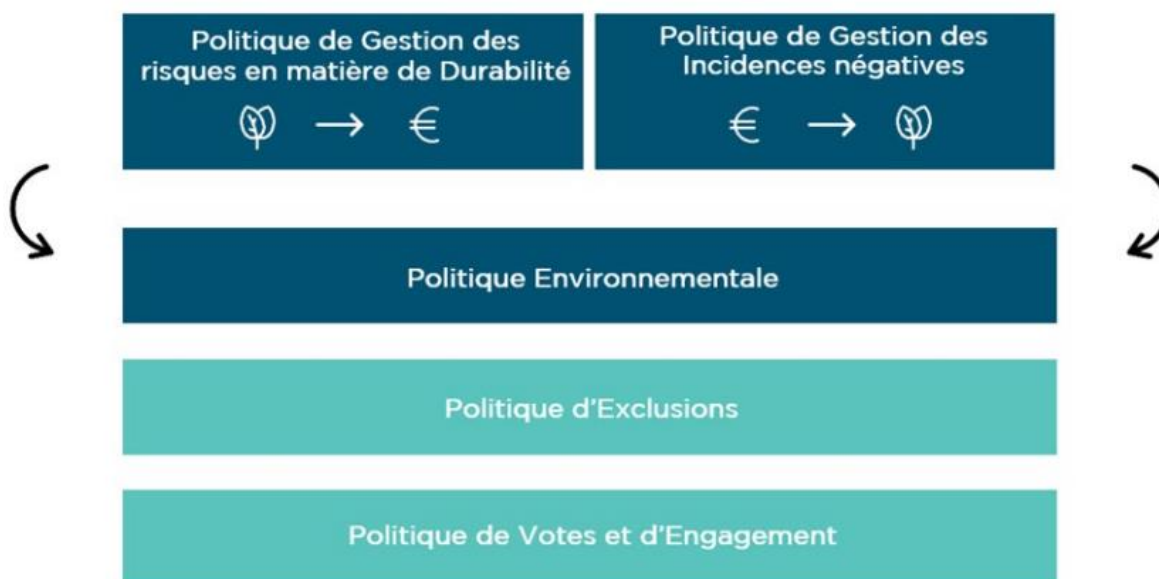 Politique de Gestion des
risques en matière de Durabilité
→ €
Politique de Gestion des
Incidences négatives
€ →
Politique Environnementale
Politique d'Exclusions
Politique de Votes et d'Engagement